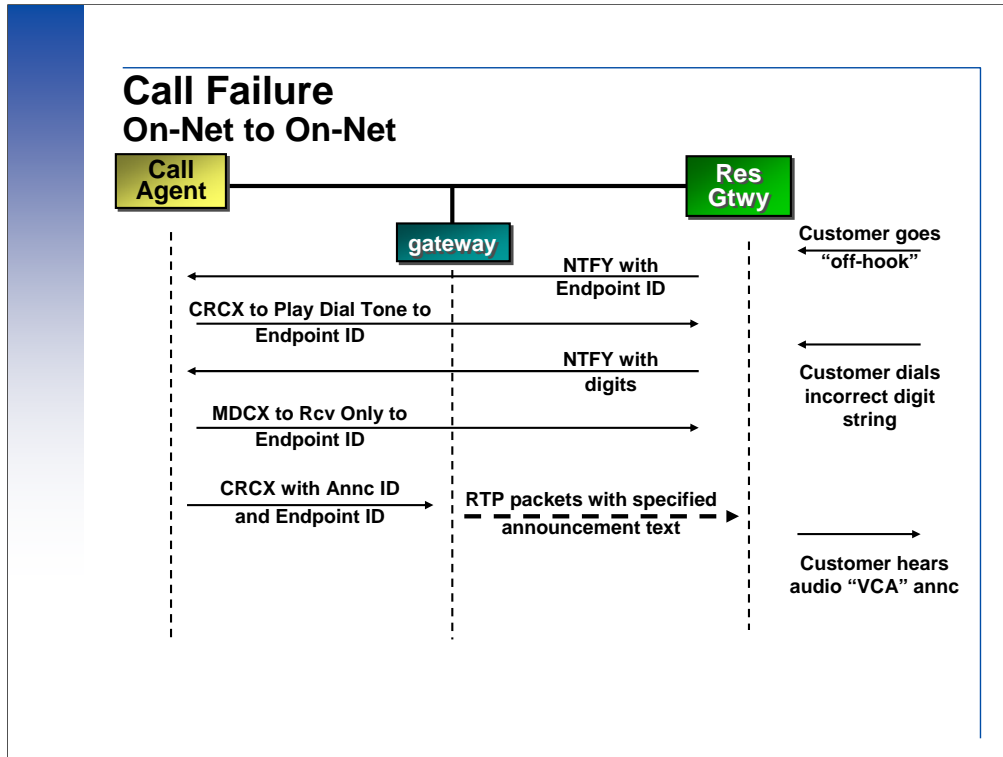 Call Failure
On-Net to On-Net
Call
Agent
Res
Gtwy
gateway
Customer goes
“off-hook”
NTFY with
Endpoint ID
CRCX to Play Dial Tone to
Endpoint ID
NTFY with
digits
Customer dials
incorrect digit
string
MDCX to Rcv Only to
Endpoint ID
CRCX with Annc ID
and Endpoint ID
RTP packets with specified
announcement text
Customer hears
audio “VCA” annc